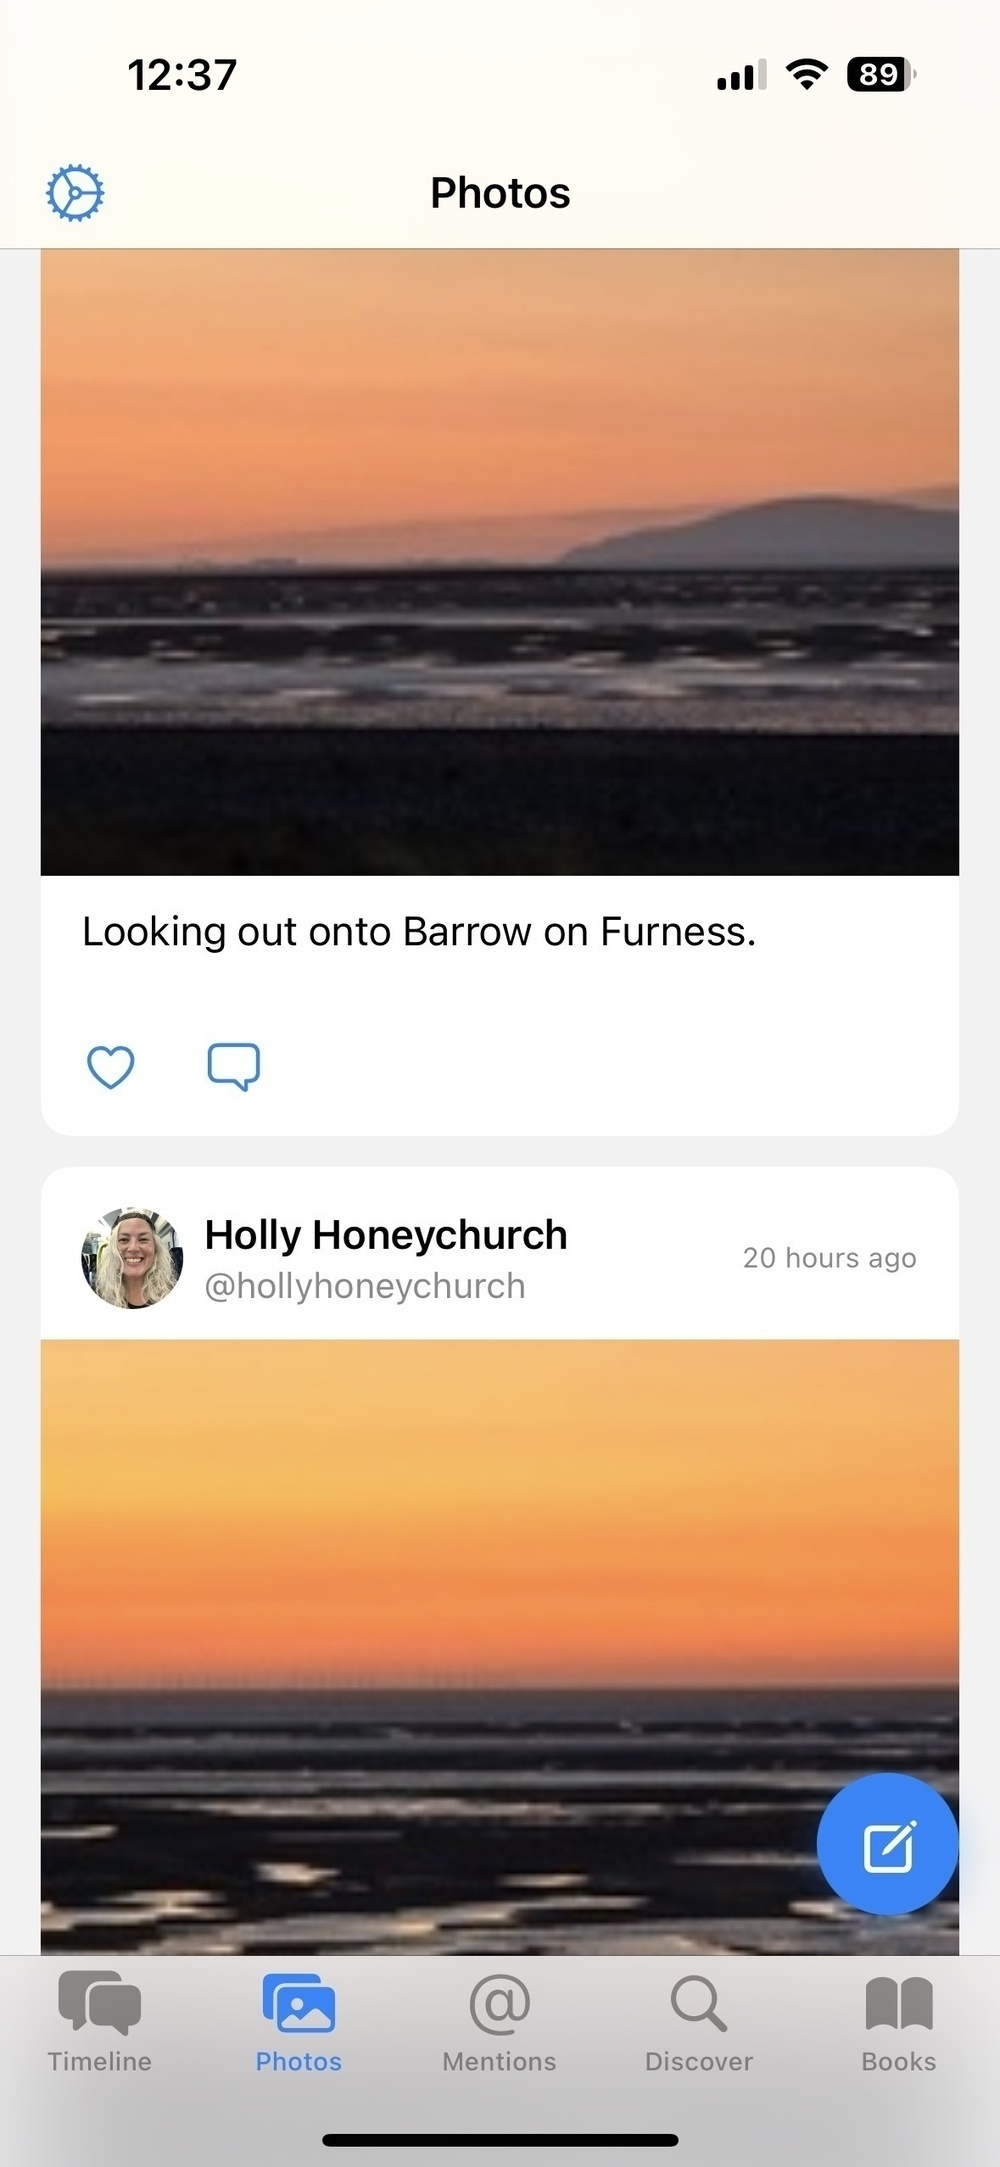 12:37
89
Photos
Looking out onto Barrow on Furness.
Holly Honeychurch
@hollyhoneychurch
20 hours ago
Timeline
Photos
Mentions
Discover
Books